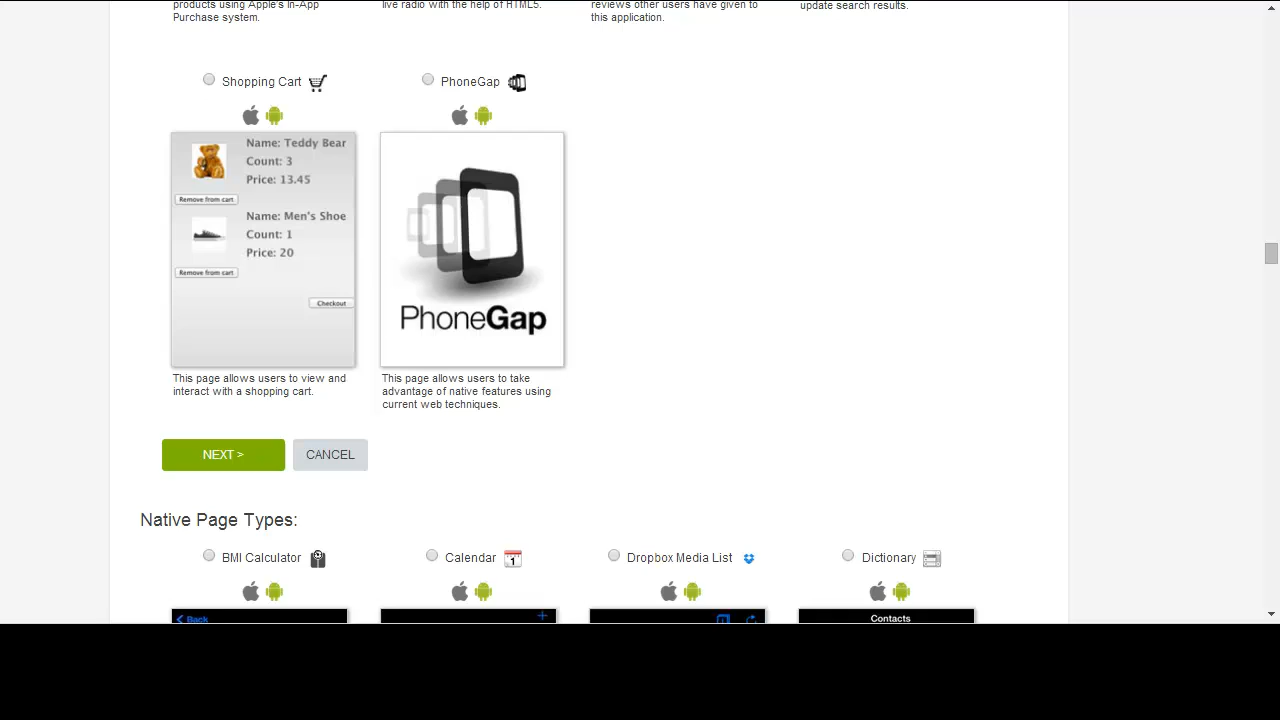 products using Apple's In-App
Purchase system.
live radio with the help of HTML5.
reviews other users have given to
this application.
update search results.
Shopping Cart
PhoneGap
Name: Teddy Bear
Count: 3
Price: 13.45
Remove from cart
Name: Men's Shoe
Count: 1
Price: 20
Remove from cart
Checkout
PhoneGap
This page allows users to view and
interact with a shopping cart.
This page allows users to take
advantage of native features using
current web techniques.
NEXT >
CANCEL
Native Page Types:
BMI Calculator
Calendar
1
Dropbox Media List
Dictionary
Back
Contacts